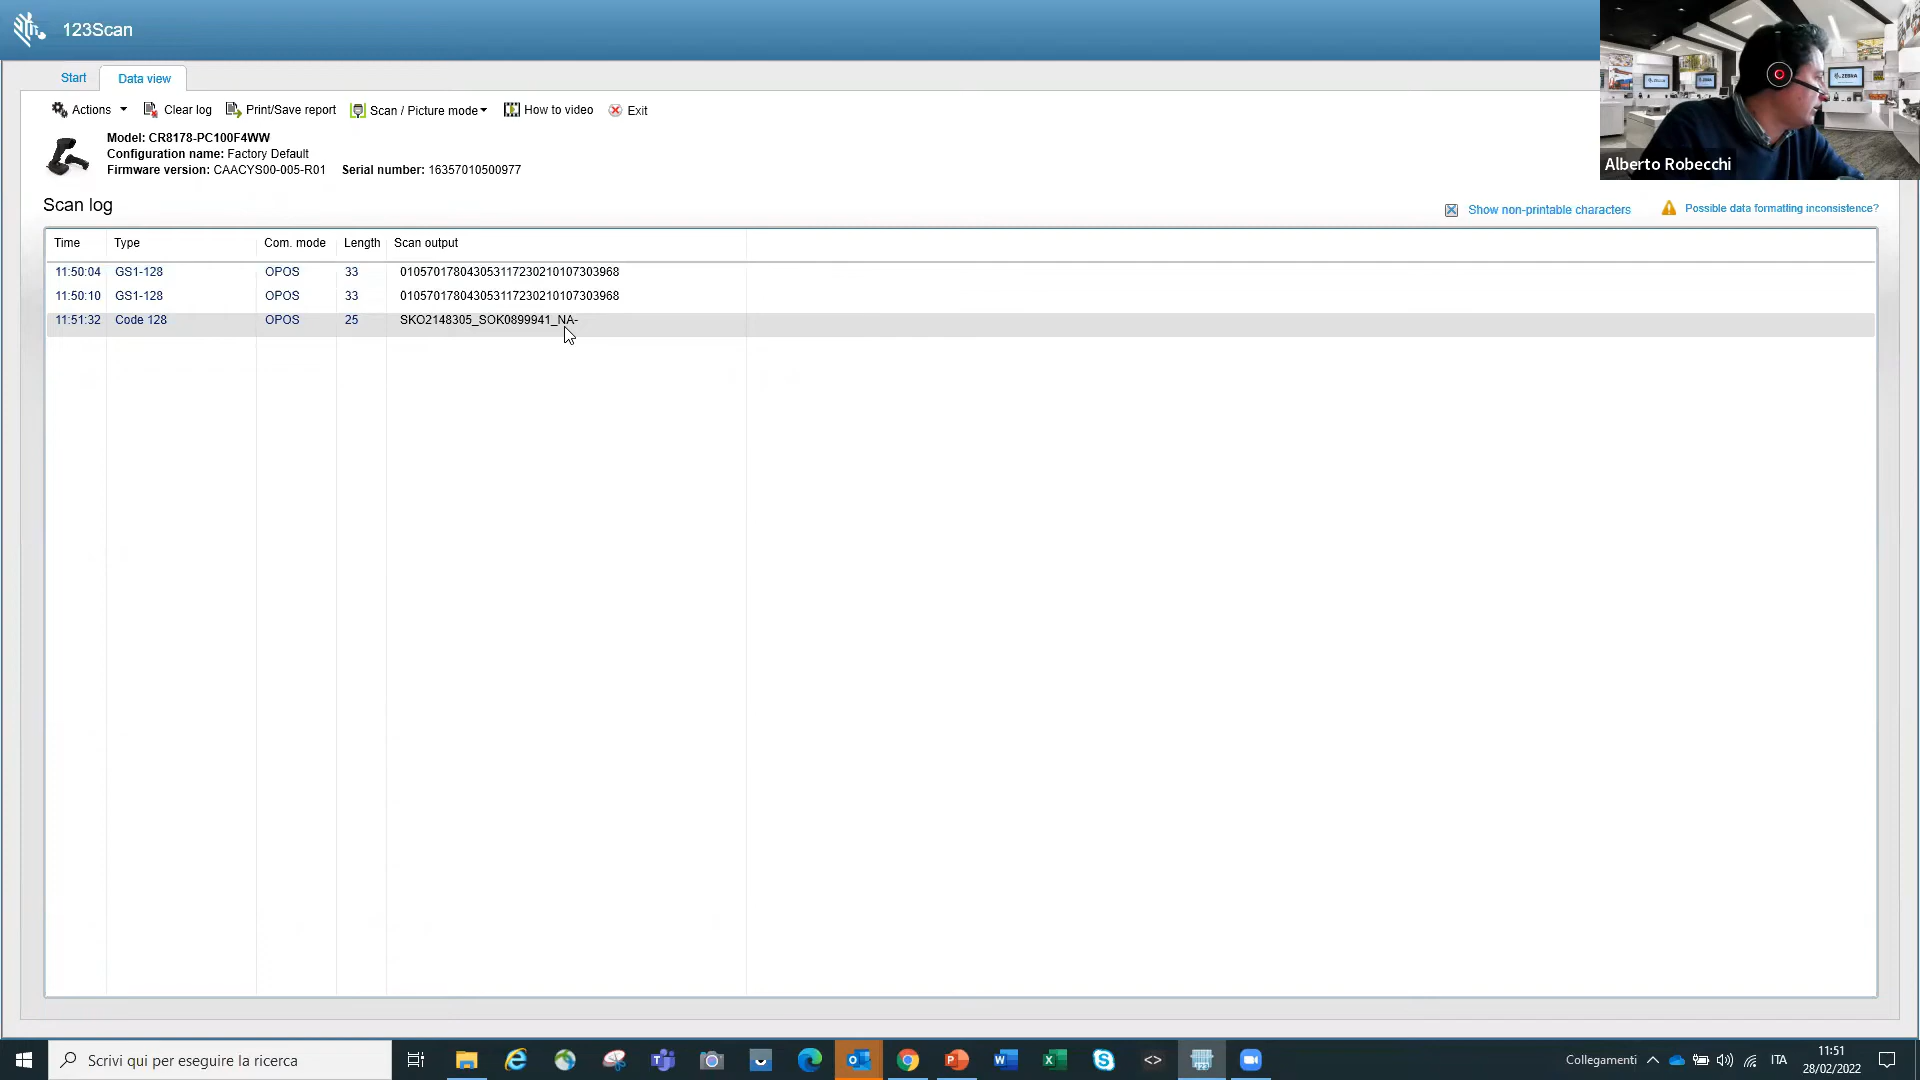 123Scan
Start
Data view
Actions
Clear log
Print/Save report
Scan / Picture mode
How to video
Exit
Model: CR8178-PC100F4WW
Configuration name: Factory Default
Firmware version: CAACYS00-005-R01 Serial number: 16357010500977
Alberto Robecchi
Scan log
Show non-printable characters
Possible data formatting inconsistence?
Time Type Com. mode Length Scan output
11:50:04 GS1-128 OPOS 33 010570178043053117230210107303968
11:50:10 GS1-128 OPOS 33 010570178043053117230210107303968
11:51:32 Code 128 OPOS 25 SKO2148305_SOK0899941_NA-
Scrivi qui per eseguire la ricerca
Collegamenti
ITA
11:51
28/02/2022